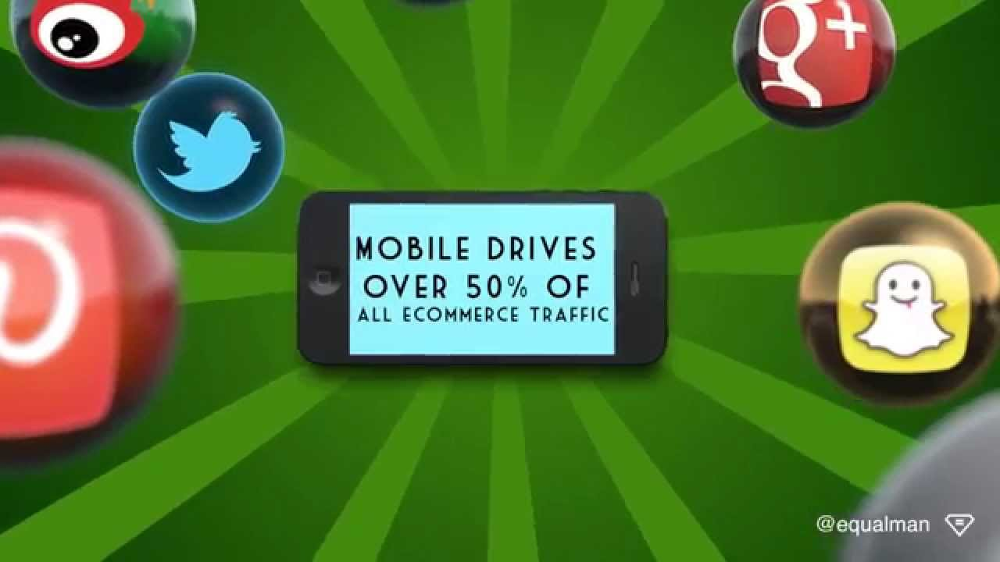 g+
MOBILE DRIVES
OVER 50% OF
ALL ECOMMERCE TRAFFIC
@equalman